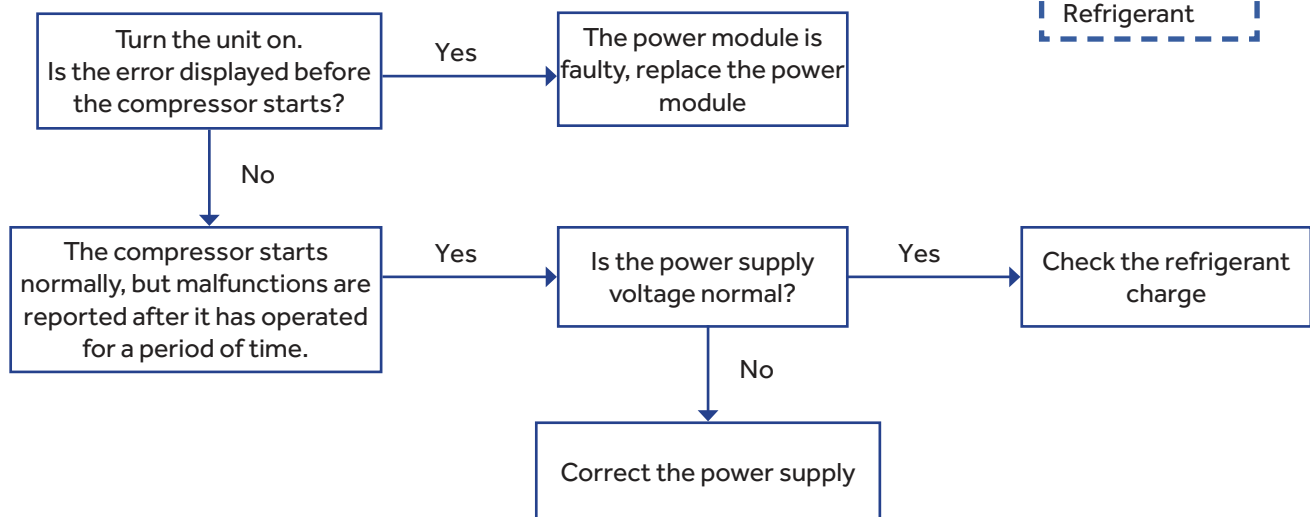 Refrigerant
Turn the unit on.
Is the error displayed before
the compressor starts?
Yes
The power module is
faulty, replace the power
module
No
The compressor starts
normally, but malfunctions are
reported after it has operated
for a period of time.
Yes
Is the power supply
voltage normal?
Yes
Check the refrigerant
charge
No
Correct the power supply